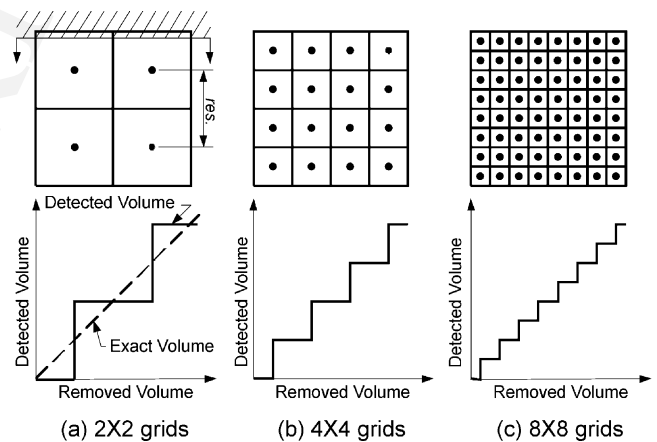 res.
Detected Volume
Detected Volume
Exact Volume
Removed Volume
Detected Volume
Removed Volume
Detected Volume
Removed Volume
(a) 2X2 grids
(b) 4X4 grids
(c) 8X8 grids